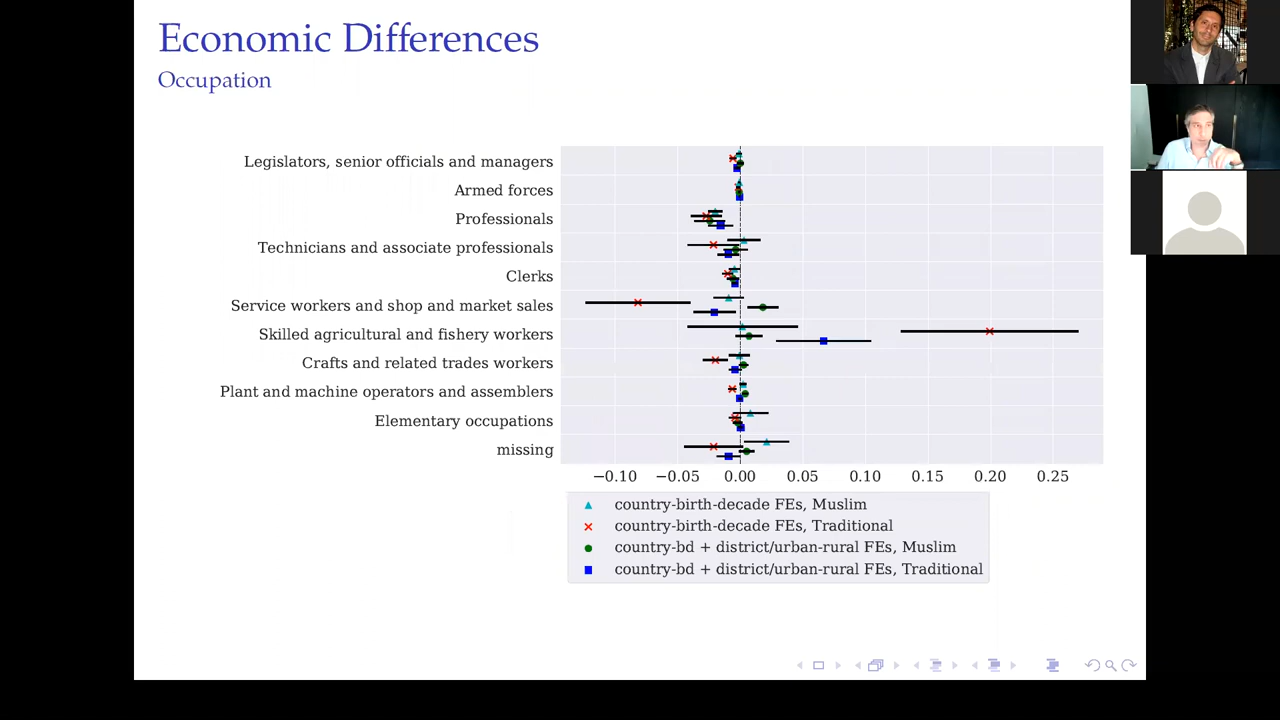 Economic Differences
Occupation
Legislators, senior officials and managers
Armed forces
Professionals
Technicians and associate professionals
Clerks
Service workers and shop and market sales
Skilled agricultural and fishery workers
Crafts and related trades workers
Plant and machine operators and assemblers
Elementary occupations
missing
−0.10 −0.05 0.00 0.05 0.10 0.15 0.20 0.25
country-birth-decade FEs, Muslim
country-birth-decade FEs, Traditional
country-bd + district/urban-rural FEs, Muslim
country-bd + district/urban-rural FEs, Traditional